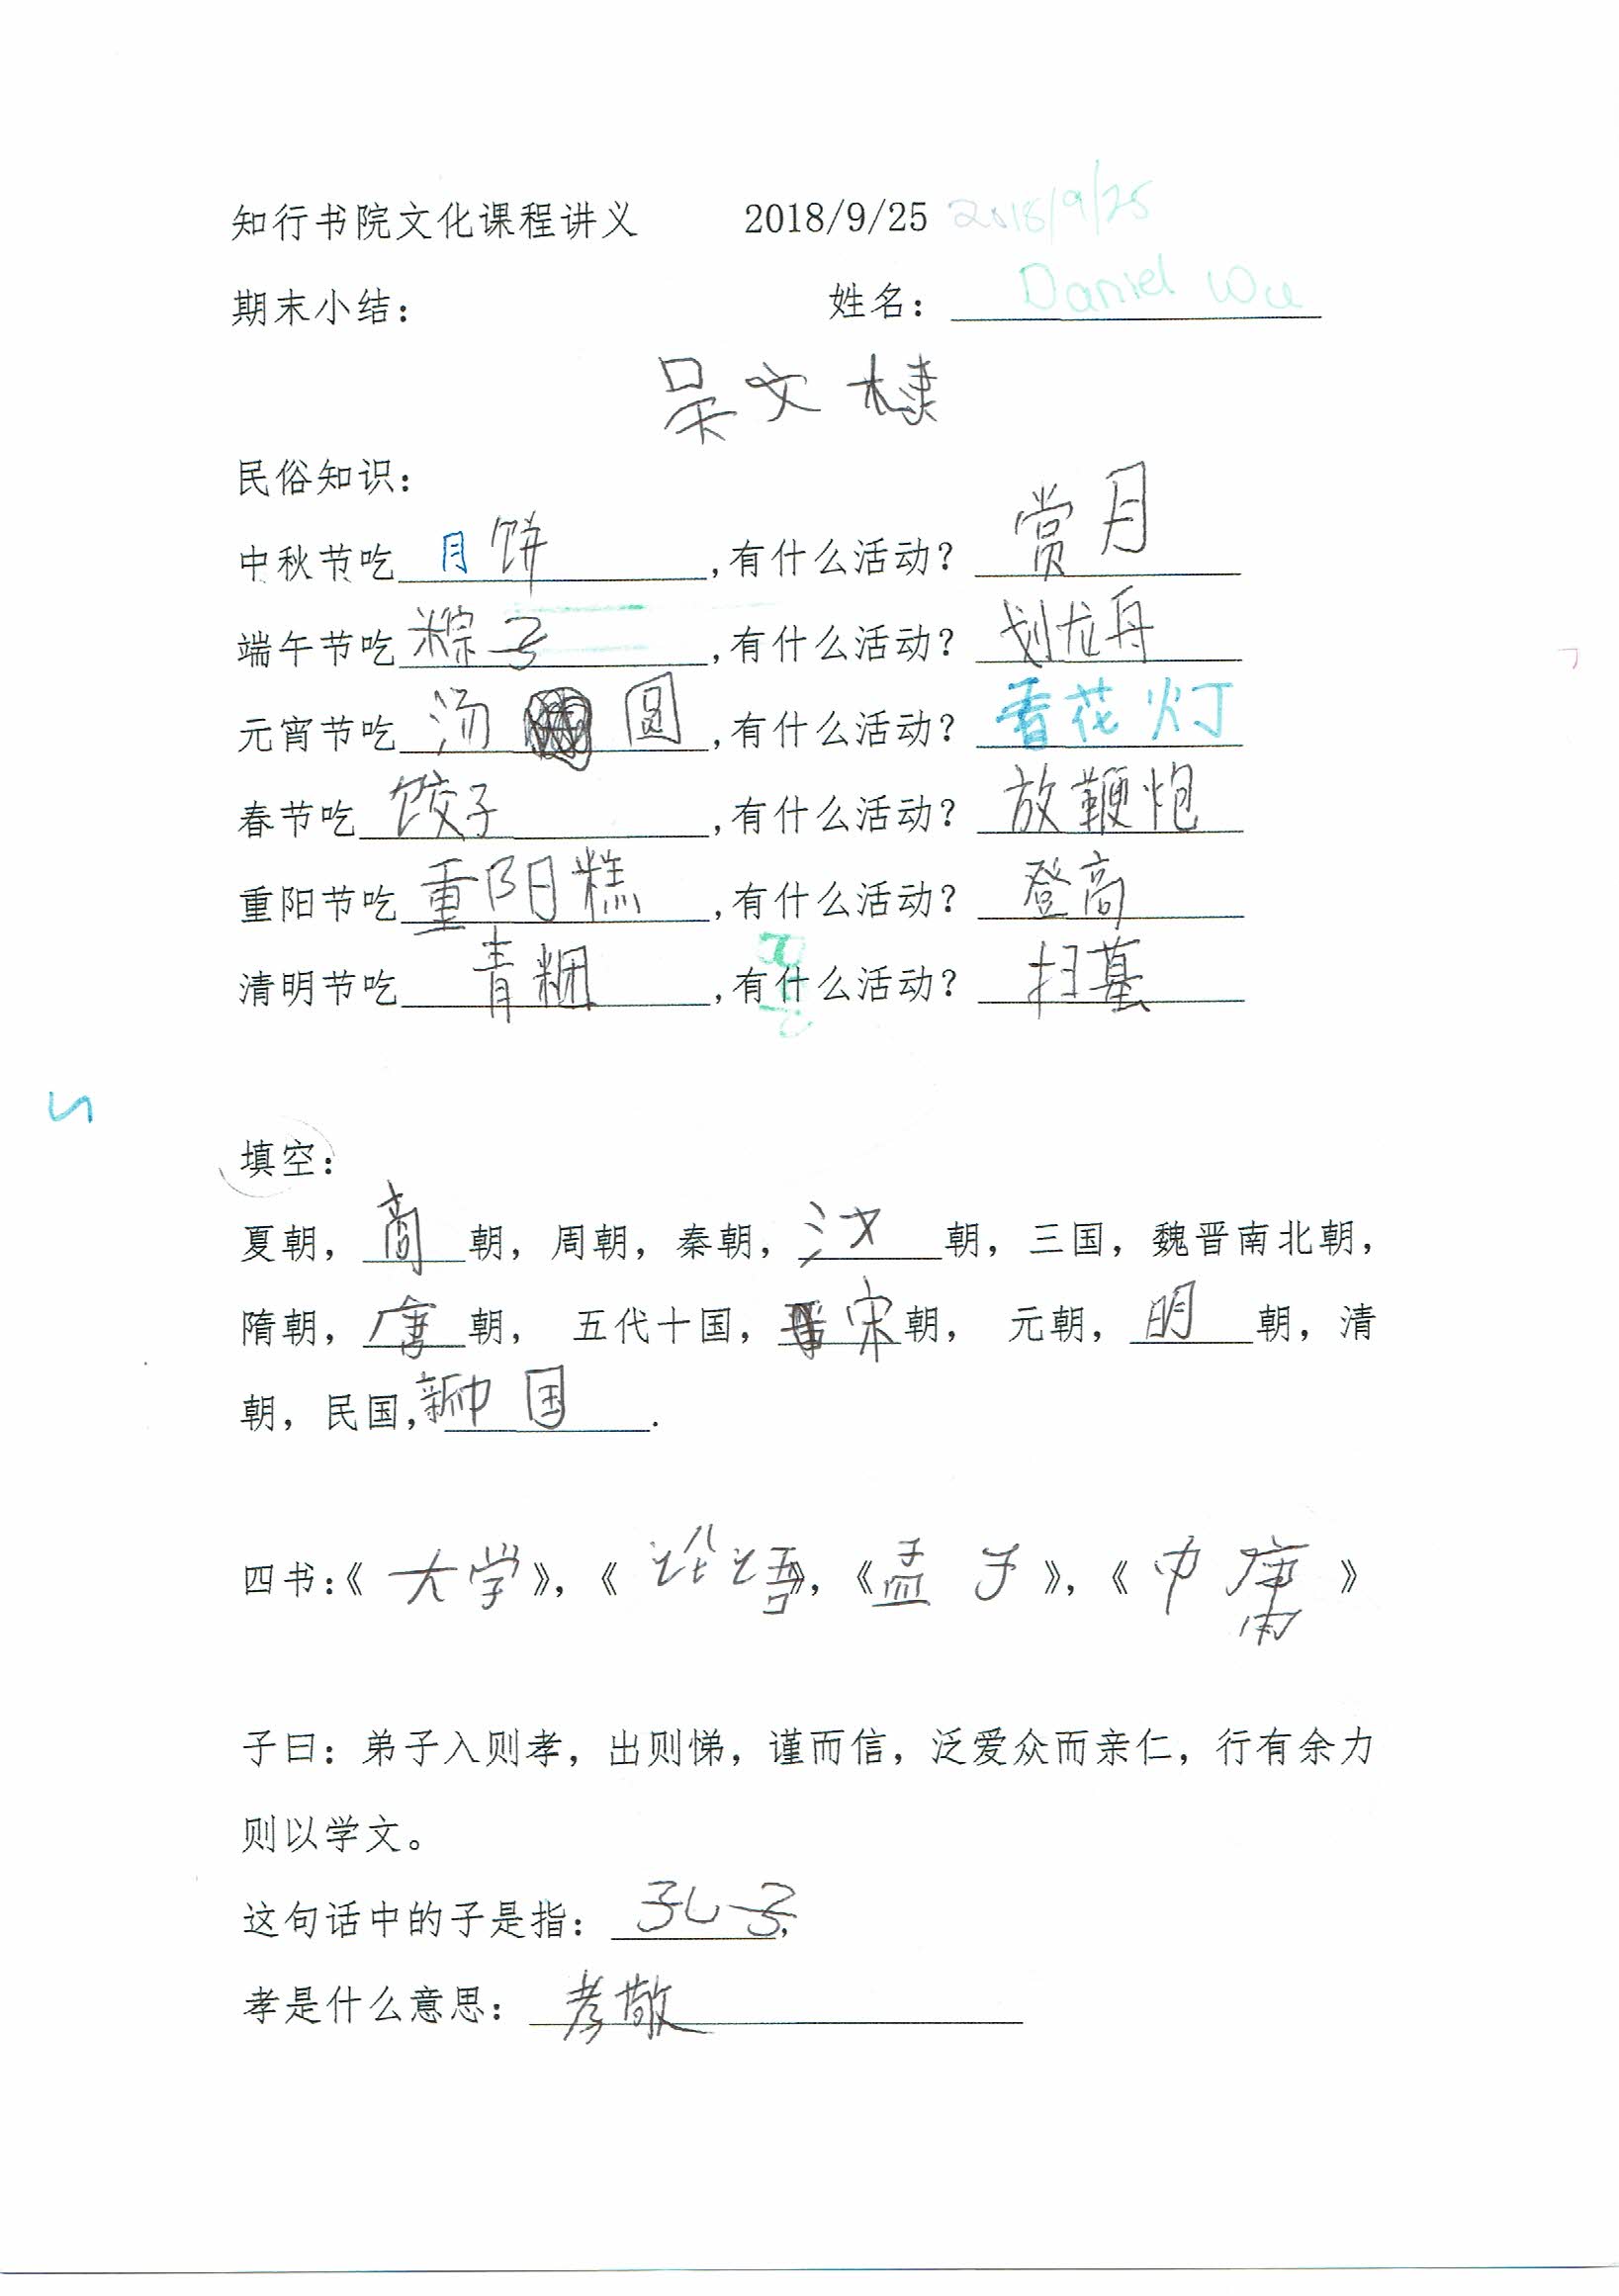 知行书院文化课程讲义 2018/9/25 2018/9/25
期末小结： 姓名：Daniel Wu
吴文棣
民俗知识：
中秋节吃月饼，有什么活动？赏月
端午节吃粽子，有什么活动？划龙舟
元宵节吃汤圆，有什么活动？看花灯
春节吃饺子，有什么活动？放鞭炮
重阳节吃重阳糕，有什么活动？登高
清明节吃青粿，有什么活动？扫墓
填空：
夏朝，商朝，周朝，秦朝，汉朝，三国，魏晋南北朝，
隋朝，唐朝， 五代十国，宋朝， 元朝，明朝，清
朝，民国，新中国.
四书：《大学》，《论语》，《孟子》，《中庸》
子曰：弟子入则孝，出则悌，谨而信，泛爱众而亲仁，行有余力
则以学文。
这句话中的子是指：孔子，
孝是什么意思：孝敬